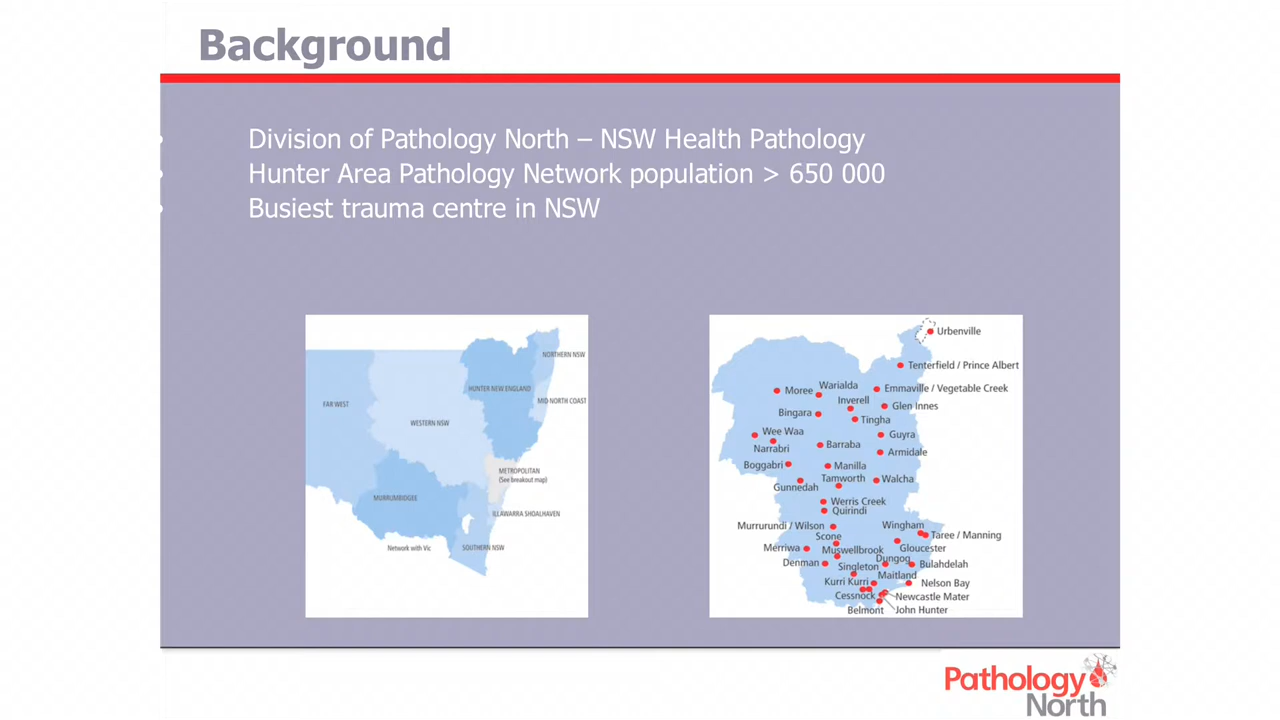 Background
Division of Pathology North – NSW Health Pathology
Hunter Area Pathology Network population > 650 000
Busiest trauma centre in NSW
NORTHERN NSW
HUNTER NEW ENGLAND
MID NORTH COAST
FAR WEST
WESTERN NSW
METROPOLITAN
(See breakout map)
MURRUMBIDGEE
ILLAWARRA SHOALHAVEN
Network with Vic
SOUTHERN NSW
Urbenville
Tenterfield / Prince Albert
Moree
Warialda
Emmaville / Vegetable Creek
Inverell
Glen Innes
Bingara
Tingha
Wee Waa
Guyra
Narrabri
Barraba
Armidale
Boggabri
Manilla
Tamworth
Walcha
Gunnedah
Werris Creek
Quirindi
Murrurundi / Wilson
Wingham
Scone
Taree / Manning
Merriwa
Muswellbrook
Gloucester
Denman
Dungog
Singleton
Bulahdelah
Maitland
Kurri Kurri
Nelson Bay
Cessnock
Newcastle Mater
Belmont
John Hunter
Pathology
North